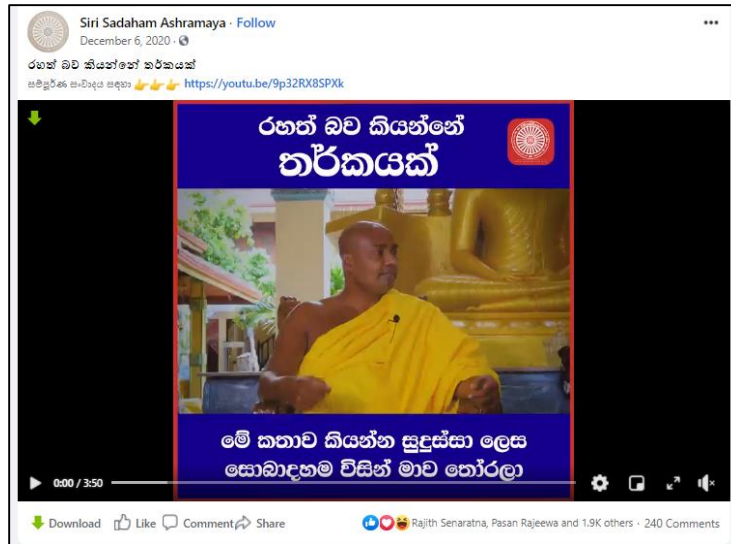 Siri Sadaham Ashramaya · Follow
December 6, 2020 ·
රහත් බව කියන්නේ තර්කයක්
සම්පූර්ණ සංවාදය සඳහා 👉👉👉 https://youtu.be/9p32RX8SPXk
රහත් බව කියන්නේ
තර්කයක්
මේ කතාව කියන්න සුදුස්සා ලෙස
සොබාදහම විසින් මාව තෝරලා
0:00 / 3:50
Download Like Comment Share Rajith Senaratna, Pasan Rajeewa and 1.9K others · 240 Comments